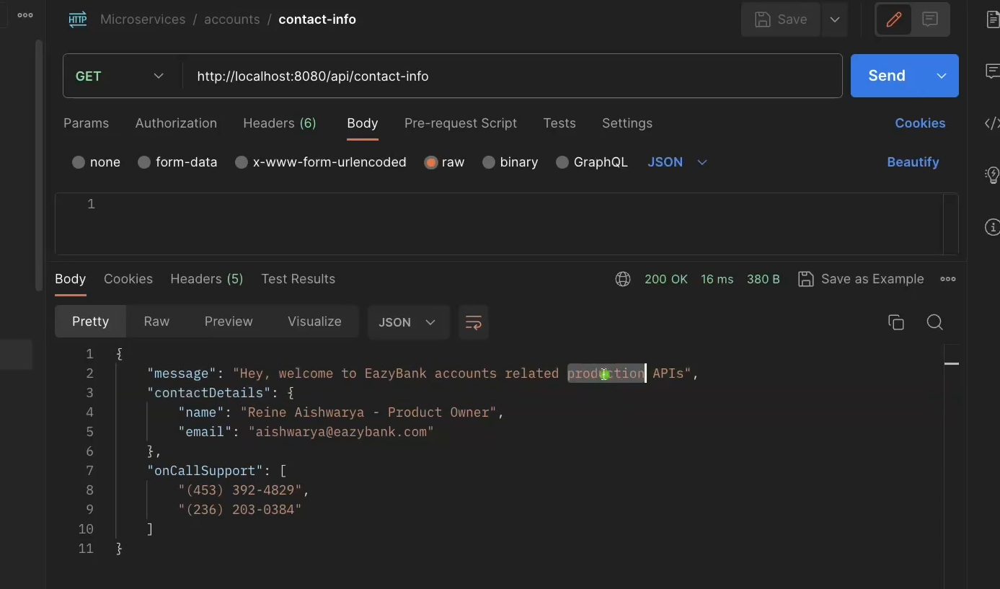 HTTP Microservices / accounts / contact-info Save
GET http://localhost:8080/api/contact-info Send
Params Authorization Headers (6) Body Pre-request Script Tests Settings Cookies
none form-data x-www-form-urlencoded raw binary GraphQL JSON Beautify
1
Body Cookies Headers (5) Test Results 200 OK 16 ms 380 B Save as Example
Pretty Raw Preview Visualize JSON
1 {
2 "message": "Hey, welcome to EazyBank accounts related production APIs",
3 "contactDetails": {
4 "name": "Reine Aishwarya - Product Owner",
5 "email": "aishwarya@eazybank.com"
6 },
7 "onCallSupport": [
8 "(453) 392-4829",
9 "(236) 203-0384"
10 ]
11 }